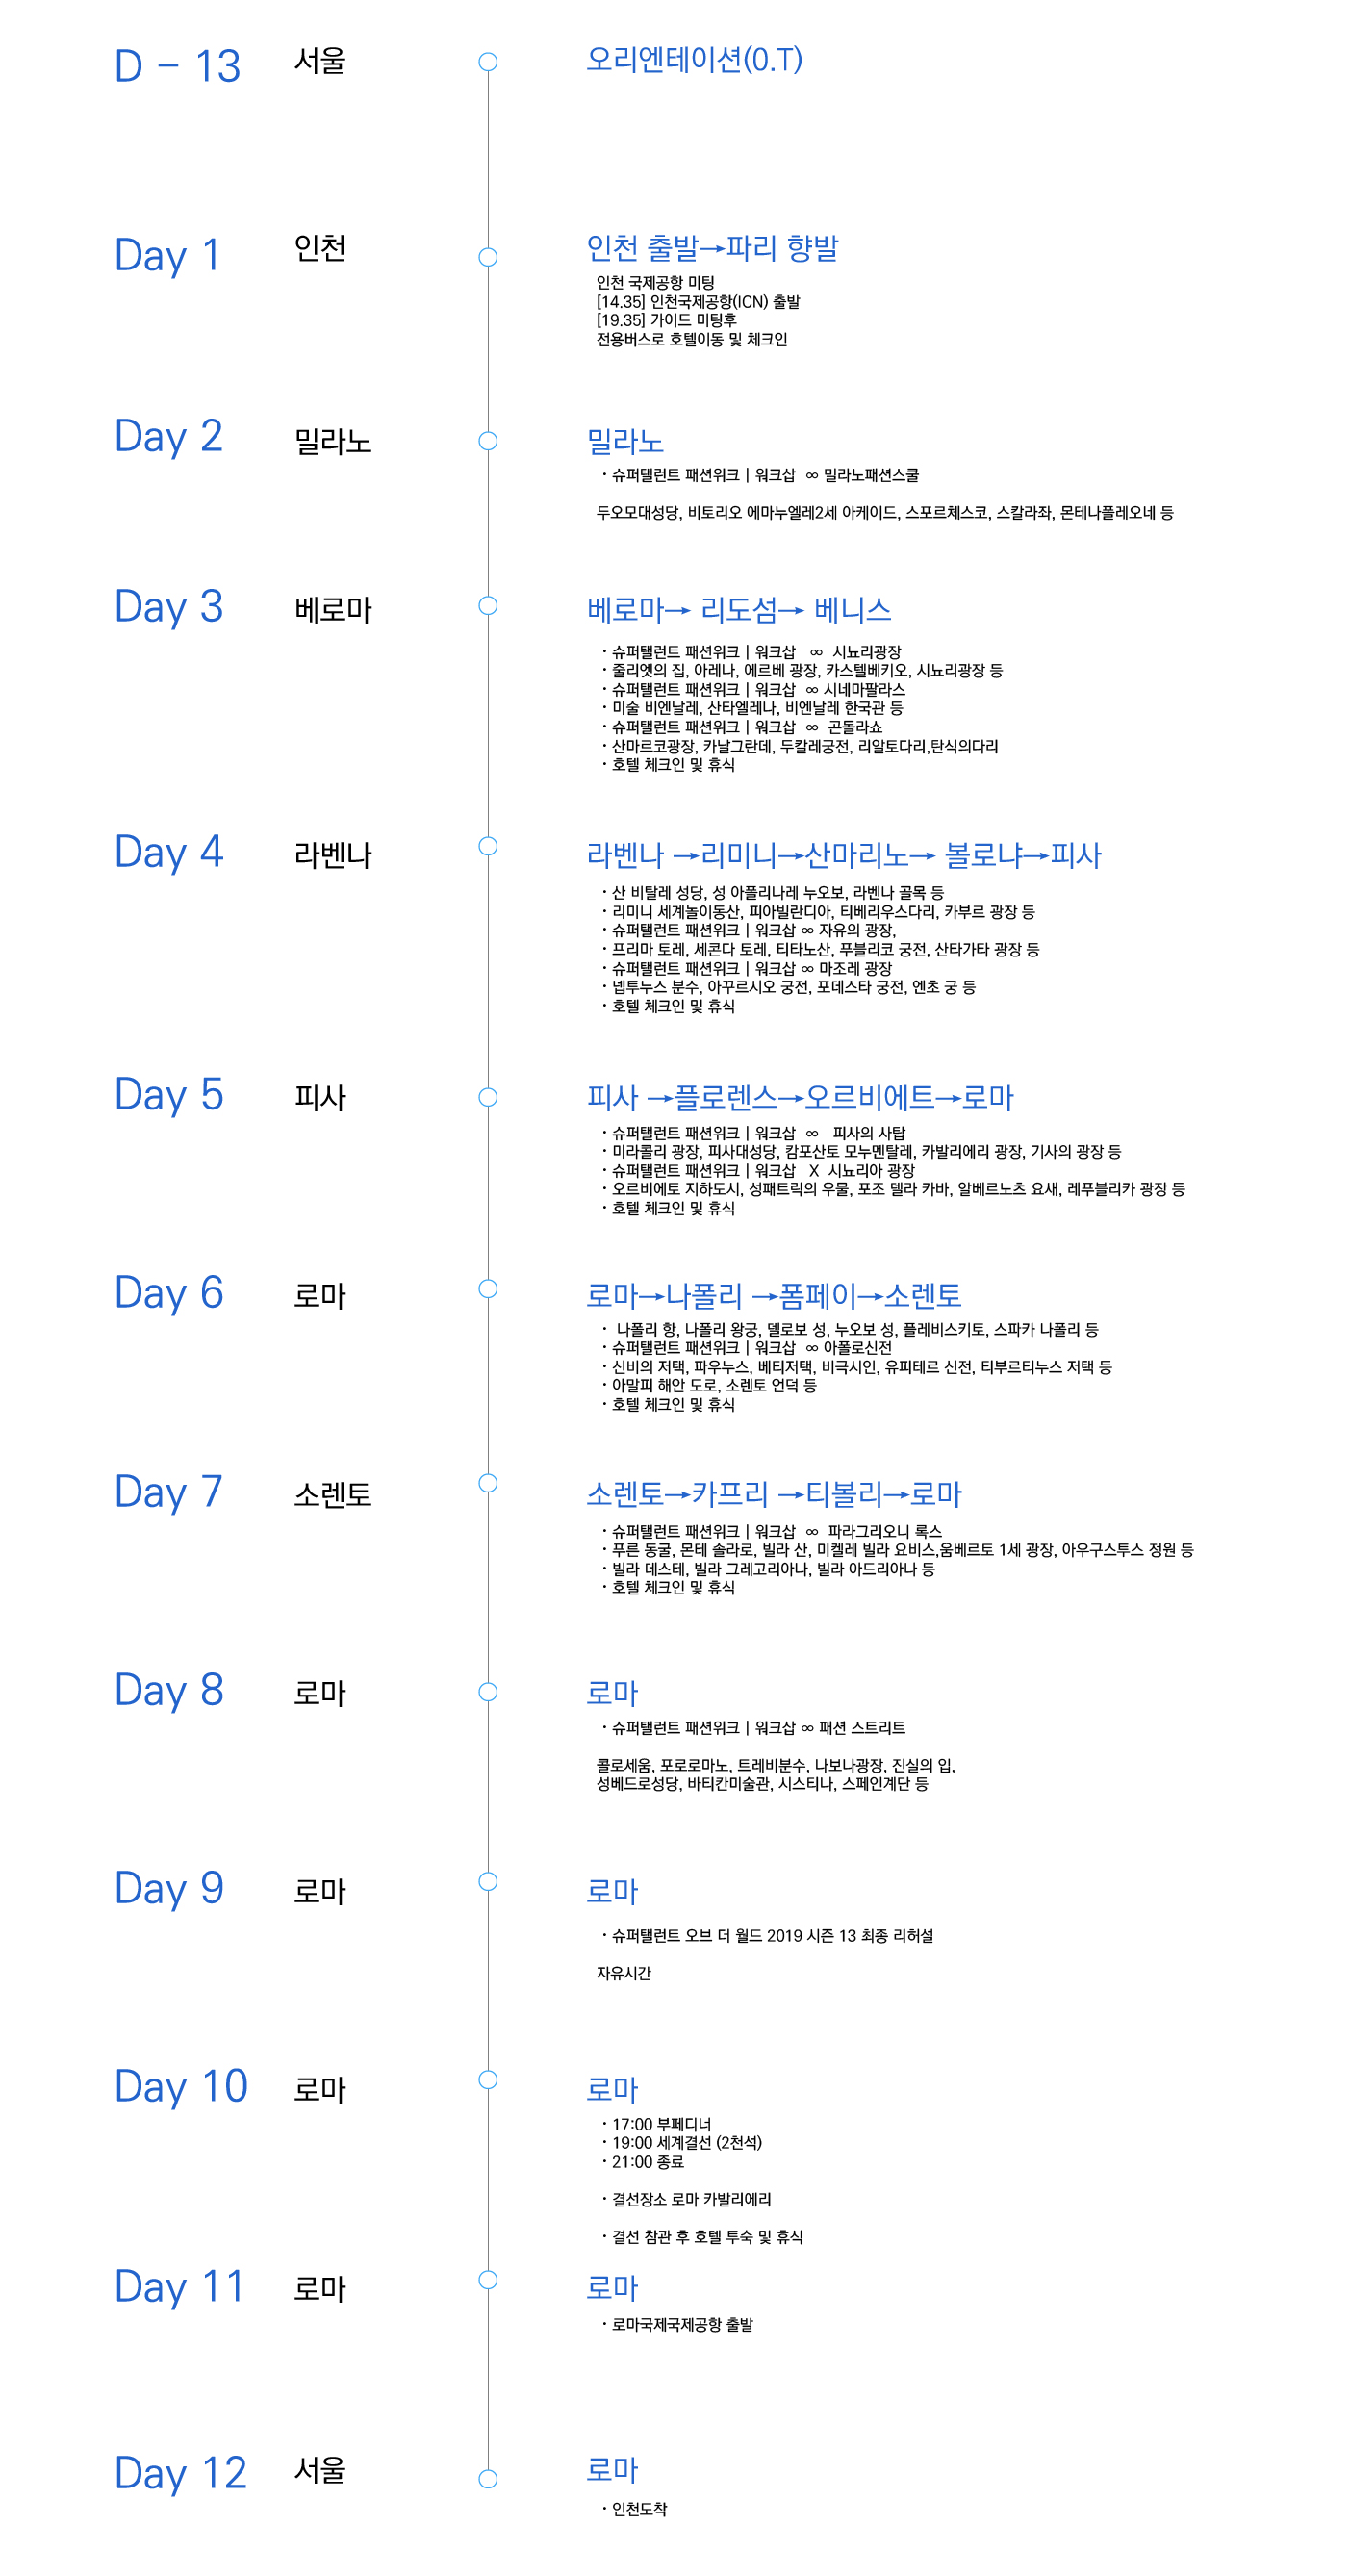 D - 13 서울 오리엔테이션(O.T)
Day 1 인천 인천 출발→파리 향발
인천 국제공항 미팅
[14.35] 인천국제공항(ICN) 출발
[19.35] 가이드 미팅후
전용버스로 호텔이동 및 체크인
Day 2 밀라노 밀라노
· 슈퍼탤런트 패션위크 | 워크샵 ∞ 밀라노패션스쿨
두오모대성당, 비토리오 에마누엘레2세 아케이드, 스포르체스코, 스칼라좌, 몬테나폴레오네 등
Day 3 베로마 베로마→ 리도섬→ 베니스
· 슈퍼탤런트 패션위크 | 워크샵 ∞ 시뇨리광장
· 줄리엣의 집, 아레나, 에르베 광장, 카스텔베키오, 시뇨리광장 등
· 슈퍼탤런트 패션위크 | 워크샵 ∞ 시네마팔라스
· 미술 비엔날레, 산타엘레나, 비엔날레 한국관 등
· 슈퍼탤런트 패션위크 | 워크샵 ∞ 곤돌라쇼
· 산마르코광장, 카날그란데, 두칼레궁전, 리알토다리,탄식의다리
· 호텔 체크인 및 휴식
Day 4 라벤나 라벤나 →리미니→산마리노→ 볼로냐→피사
· 산 비탈레 성당, 성 아폴리나레 누오보, 라벤나 골목 등
· 리미니 세계놀이동산, 피아빌란디아, 티베리우스다리, 카부르 광장 등
· 슈퍼탤런트 패션위크 | 워크샵 ∞ 자유의 광장,
· 프리마 토레, 세콘다 토레, 티타노산, 푸블리코 궁전, 산타가타 광장 등
· 슈퍼탤런트 패션위크 | 워크샵 ∞ 마조레 광장
· 넵투누스 분수, 아꾸르시오 궁전, 포데스타 궁전, 엔초 궁 등
· 호텔 체크인 및 휴식
Day 5 피사 피사 →플로렌스→오르비에트→로마
· 슈퍼탤런트 패션위크 | 워크샵 ∞ 피사의 사탑
· 미라콜리 광장, 피사대성당, 캄포산토 모누멘탈레, 카발리에리 광장, 기사의 광장 등
· 슈퍼탤런트 패션위크 | 워크샵 X 시뇨리아 광장
· 오르비에토 지하도시, 성패트릭의 우물, 포조 델라 카바, 알베르노츠 요새, 레푸블리카 광장 등
· 호텔 체크인 및 휴식
Day 6 로마 로마→나폴리 →폼페이→소렌토
· 나폴리 항, 나폴리 왕궁, 델로보 성, 누오보 성, 플레비스키토, 스파카 나폴리 등
· 슈퍼탤런트 패션위크 | 워크샵 ∞ 아폴로신전
· 신비의 저택, 파우누스, 베티저택, 비극시인, 유피테르 신전, 티부르티누스 저택 등
· 아말피 해안 도로, 소렌토 언덕 등
· 호텔 체크인 및 휴식
Day 7 소렌토 소렌토→카프리 →티볼리→로마
· 슈퍼탤런트 패션위크 | 워크샵 ∞ 파라그리오니 록스
· 푸른 동굴, 몬테 솔라로, 빌라 산, 미켈레 빌라 요비스,움베르토 1세 광장, 아우구스투스 정원 등
· 빌라 데스테, 빌라 그레고리아나, 빌라 아드리아나 등
· 호텔 체크인 및 휴식
Day 8 로마 로마
· 슈퍼탤런트 패션위크 | 워크샵 ∞ 패션 스트리트
콜로세움, 포로로마노, 트레비분수, 나보나광장, 진실의 입,
성베드로성당, 바티칸미술관, 시스티나, 스페인계단 등
Day 9 로마 로마
· 슈퍼탤런트 오브 더 월드 2019 시즌 13 최종 리허설
자유시간
Day 10 로마 로마
· 17:00 부페디너
· 19:00 세계결선 (2천석)
· 21:00 종료
· 결선장소 로마 카발리에리
· 결선 참관 후 호텔 투숙 및 휴식
Day 11 로마 로마
· 로마국제국제공항 출발
Day 12 서울 로마
· 인천도착